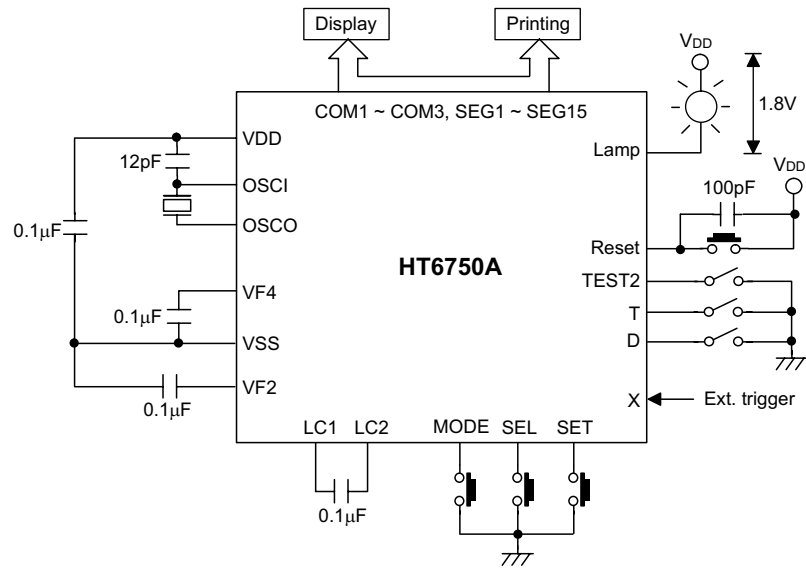 Display
Printing
VDD
COM1 ~ COM3, SEG1 ~ SEG15
1.8V
VDD
Lamp
12pF
OSCI
VDD
100pF
OSCO
0.1μF
Reset
HT6750A
TEST2
VF4
0.1μF
T
VSS
D
VF2
0.1μF
X
Ext. trigger
LC1
LC2
MODE
SEL
SET
0.1μF